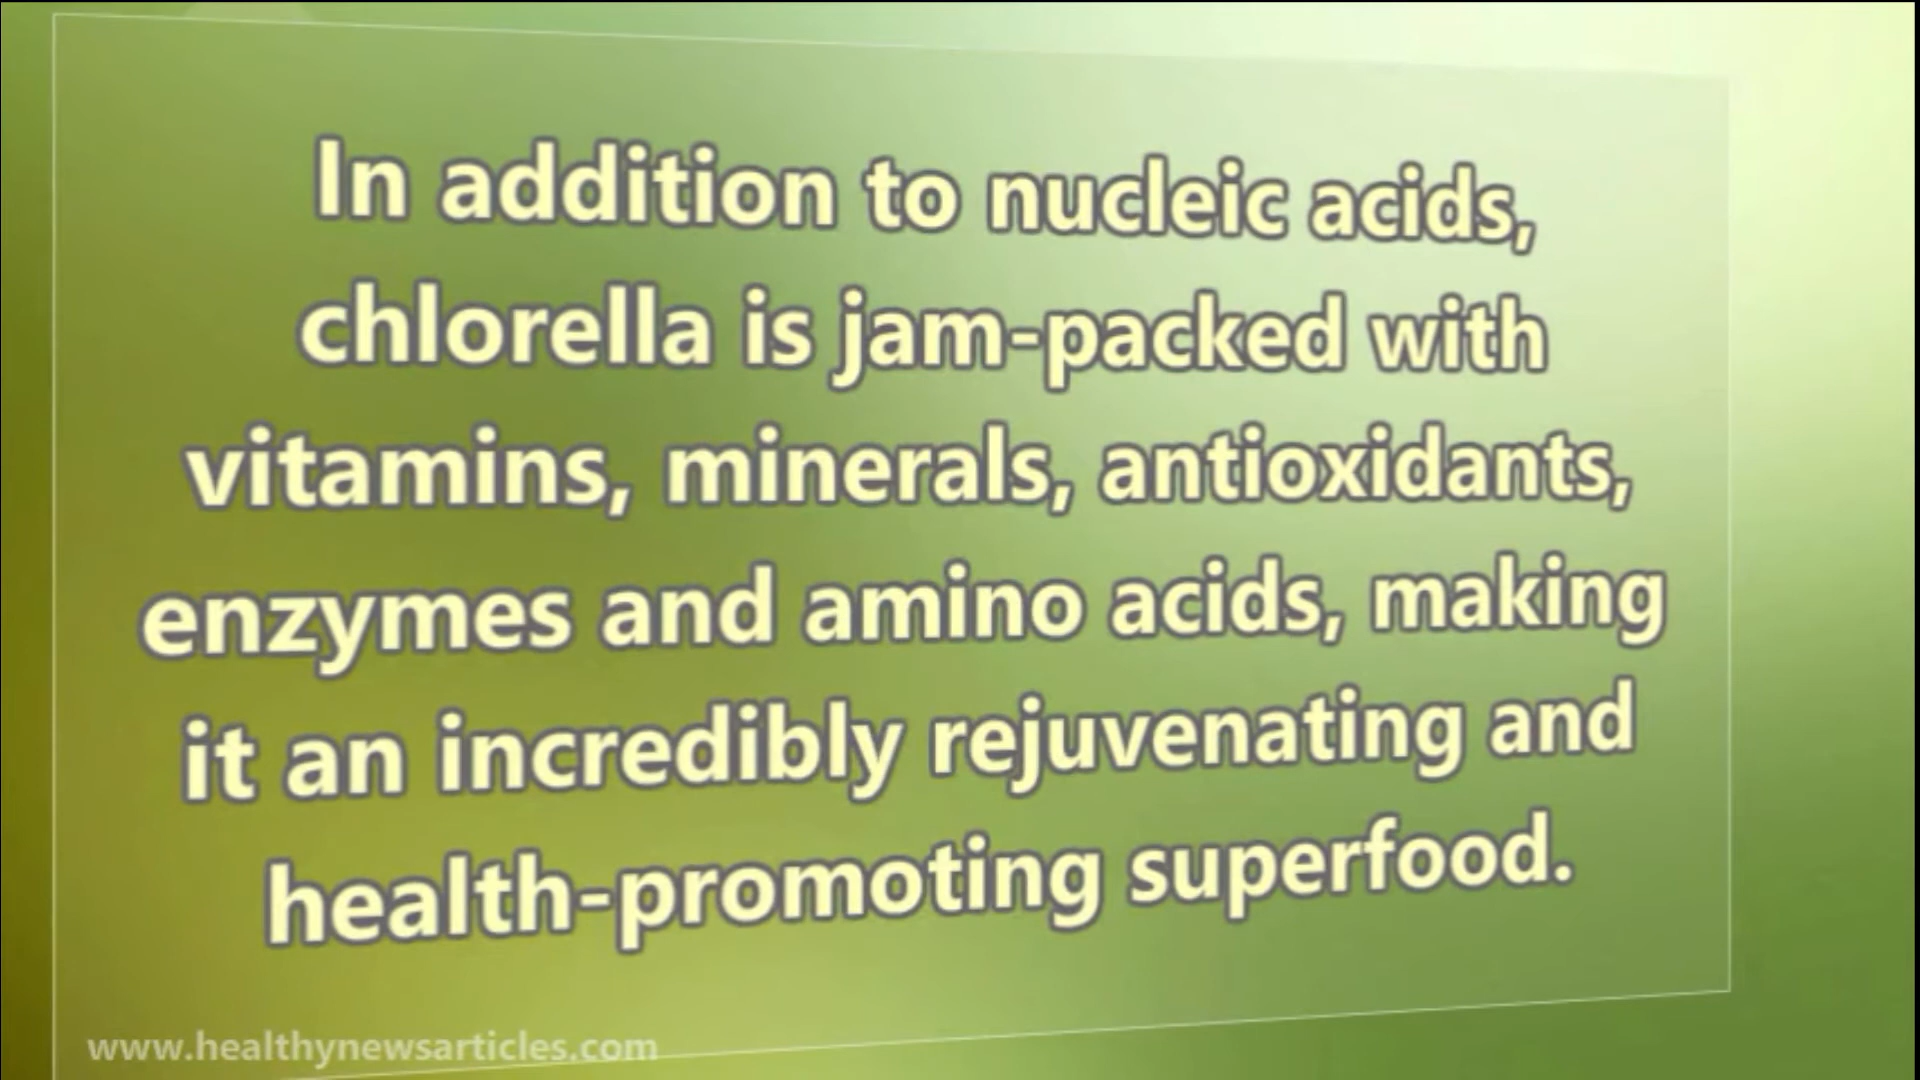 In addition to nucleic acids,
chlorella is jam-packed with
vitamins, minerals, antioxidants,
enzymes and amino acids, making
it an incredibly rejuvenating and
health-promoting superfood.
www.healthynewsarticles.com